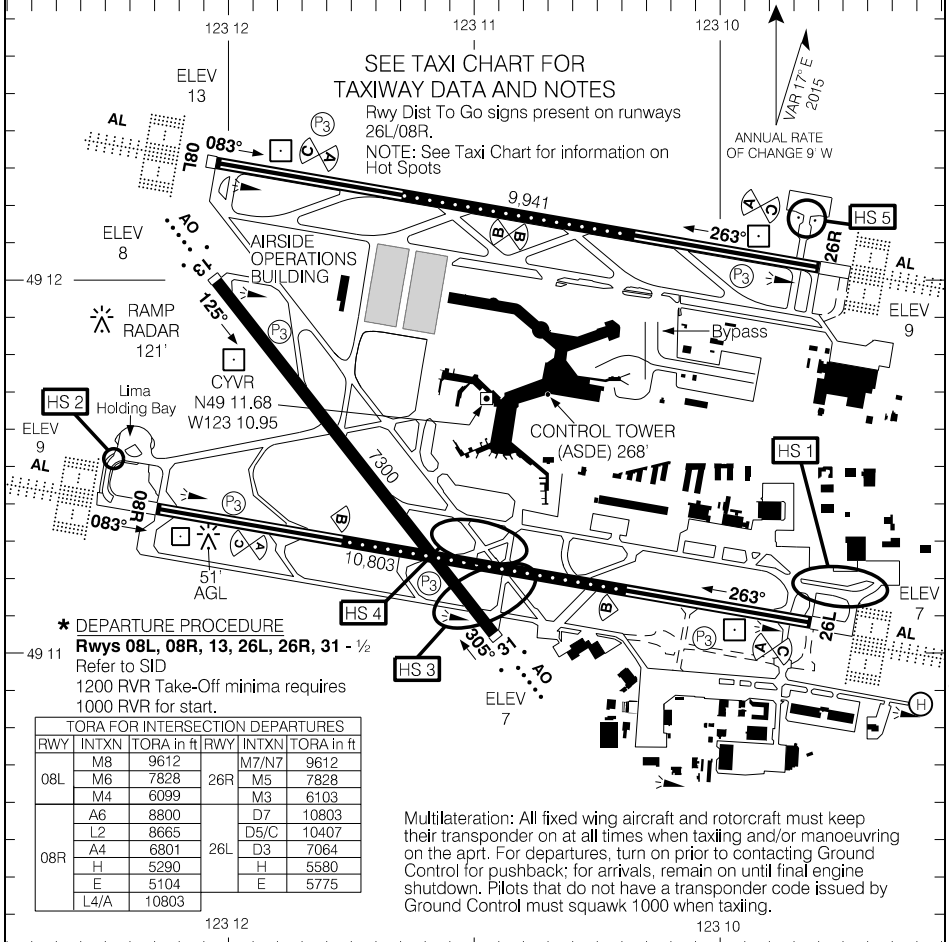 123 12
123 11
123 10
SEE TAXI CHART FOR
TAXIWAY DATA AND NOTES
Rwy Dist To Go signs present on runways
26L/08R.
NOTE: See Taxi Chart for information on
Hot Spots
VAR 17° E
2015
ANNUAL RATE
OF CHANGE 9' W
ELEV
13
AL
08L
083°
P3
C A
9,941
B B
A C
263°
P3
26R
HS 5
AL
ELEV
9
49 12
ELEV
8
AO
13
125°
AIRSIDE
OPERATIONS
BUILDING
P3
RAMP
RADAR
121'
Bypass
CYVR
N49 11.68
W123 10.95
CONTROL TOWER
(ASDE) 268'
HS 2
Lima
Holding Bay
ELEV
9
AL
083°
08R
P3
7300
HS 1
B
C A
51'
AGL
10,803
P3
HS 4
HS 3
B
263°
P3
A C
26L
ELEV
7
AL
305°
31
AO
ELEV
7
H
49 11
* DEPARTURE PROCEDURE
Rwys 08L, 08R, 13, 26L, 26R, 31 - ½
Refer to SID
1200 RVR Take-Off minima requires
1000 RVR for start.
TORA FOR INTERSECTION DEPARTURES
RWY INTXN TORA in ft RWY INTXN TORA in ft
08L M8 9612 26R M7/N7 9612
M6 7828 M5 7828
M4 6099 M3 6103
08R A6 8800 26L D7 10803
L2 8665 D5/C 10407
A4 6801 D3 7064
H 5290 H 5580
E 5104 E 5775
L4/A 10803
Multilateration: All fixed wing aircraft and rotorcraft must keep
their transponder on at all times when taxiing and/or manoeuvring
on the aprt. For departures, turn on prior to contacting Ground
Control for pushback; for arrivals, remain on until final engine
shutdown. Pilots that do not have a transponder code issued by
Ground Control must squawk 1000 when taxiing.
123 12
123 10